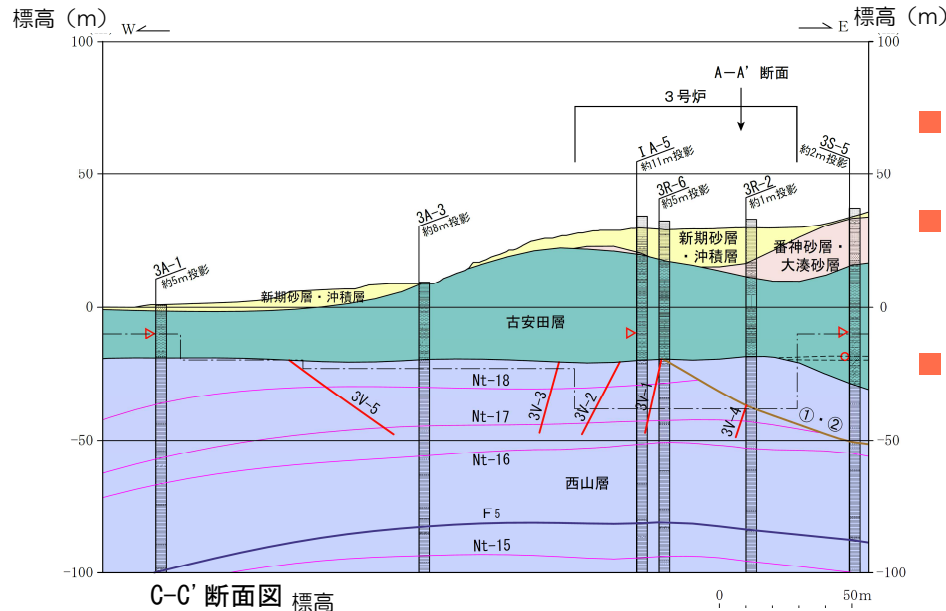 標高（m）
標高（m）
W
E
100
100
A-A' 断面
3号炉
I A-5
約11m投影
3S-5
約2m投影
50
50
3R-6
約5m投影
3R-2
約1m投影
3A-3
約8m投影
新期砂層
・沖積層
番神砂層・
大湊砂層
3A-1
約5m投影
新期砂層・沖積層
0
0
古安田層
Nt-18
3V-5
3V-3
3V-2
3V-1
3V-4
Nt-17
①・②
-50
-50
Nt-16
西山層
F5
Nt-15
-100
-100
C-C' 断面図
標高
0
50m